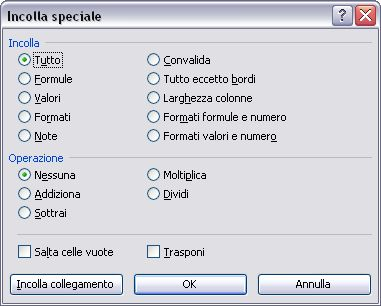 Incolla speciale
Incolla
Tutto
Convalida
Formule
Tutto eccetto bordi
Valori
Larghezza colonne
Formati
Formati formule e numero
Note
Formati valori e numero
Operazione
Nessuna
Moltiplica
Addiziona
Dividi
Sottrai
Salta celle vuote
Trasponi
Incolla collegamento
OK
Annulla